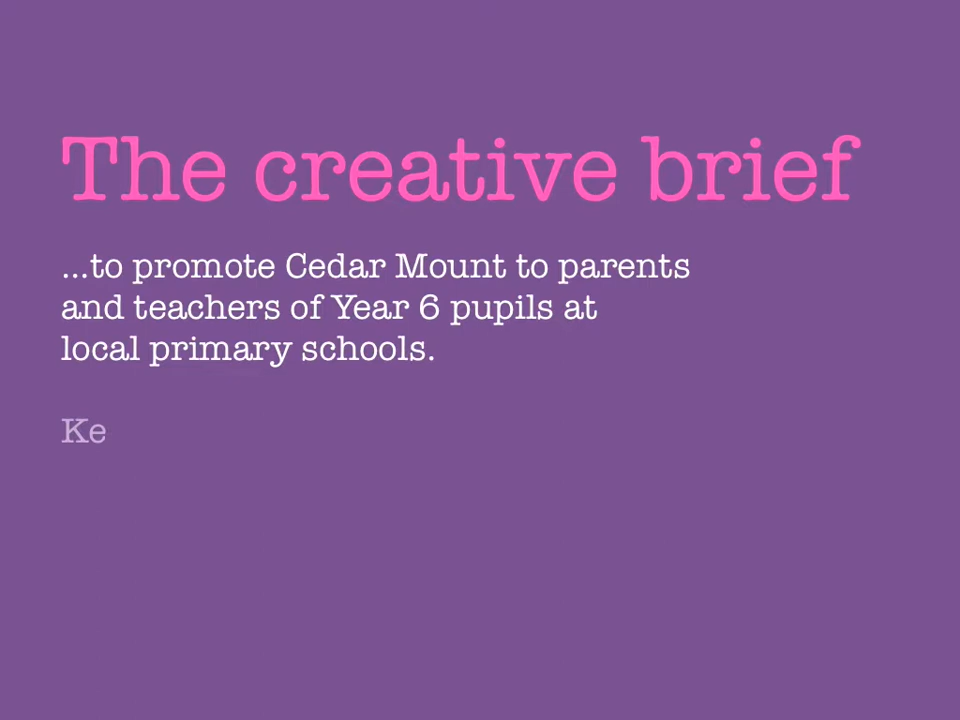 The creative brief
...to promote Cedar Mount to parents
and teachers of Year 6 pupils at
local primary schools.
Ke